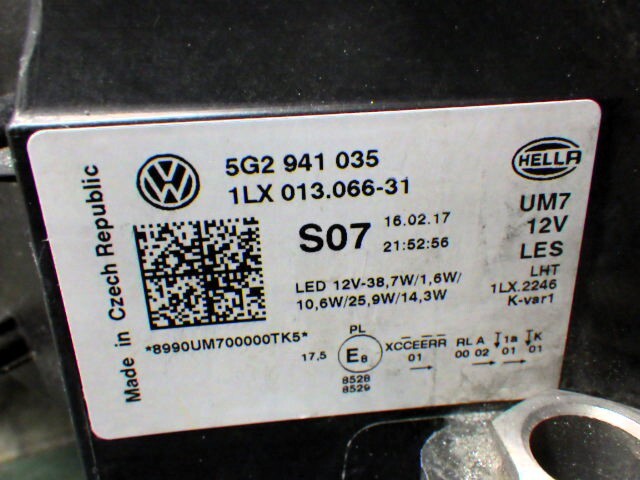 Made in Czech Republic
5G2 941 035
1LX 013.066-31
HELLA
S07
16.02.17
21:52:56
UM7
12V
LES
LHT
1LX.2246
K-var1
LED 12V-38,7W/1,6W/
10,6W/25,9W/14,3W
*8990UM700000TK5*
PL
17,5 E8 XCCEERR RL A 1a K
01 00 02 01 01
8528
8529